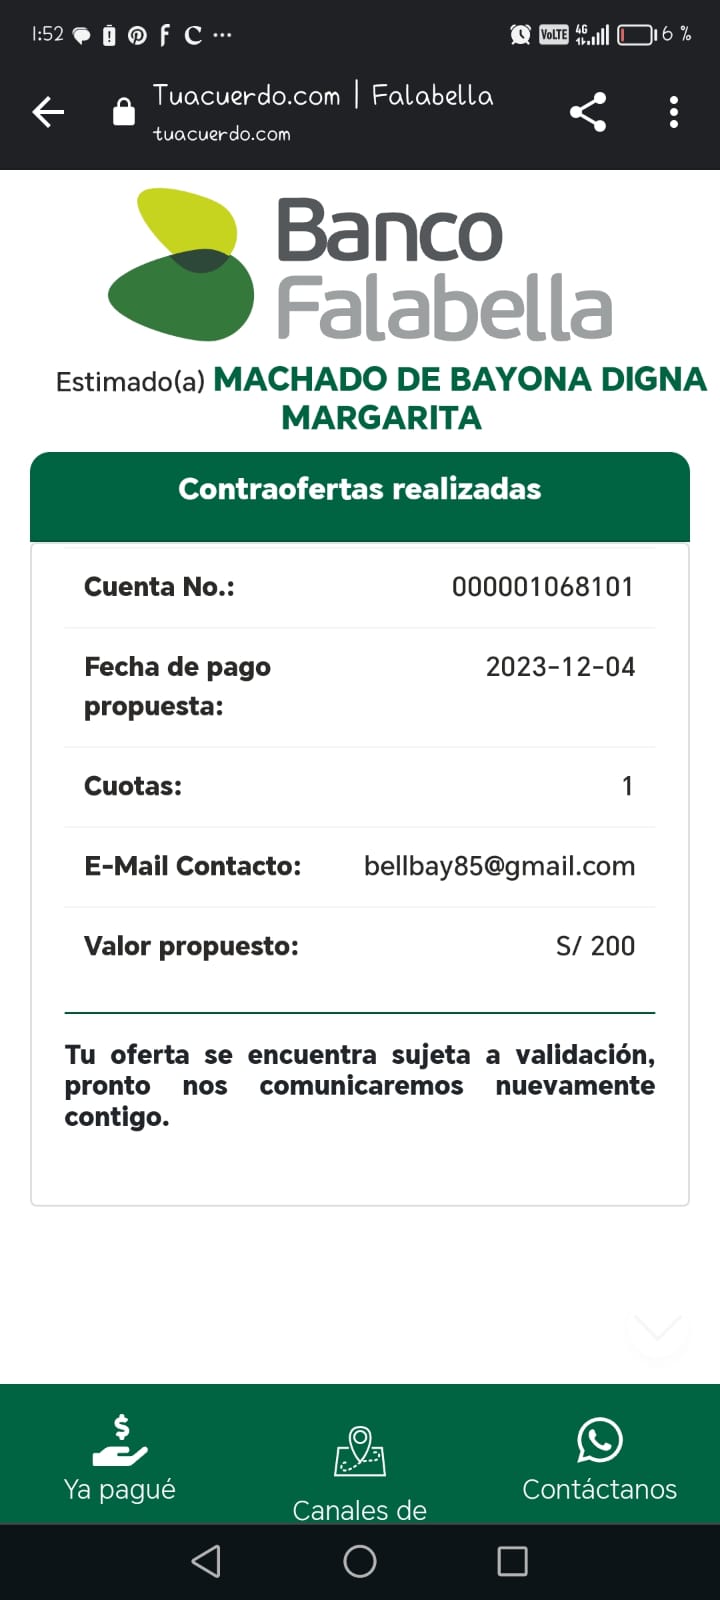 1:52
VoLTE 4G 6 %
Tuacuerdo.com | Falabella
tuacuerdo.com
Banco
Falabella
Estimado(a) MACHADO DE BAYONA DIGNA
MARGARITA
Contraofertas realizadas
Cuenta No.: 000001068101
Fecha de pago 2023-12-04
propuesta:
Cuotas: 1
E-Mail Contacto: bellbay85@gmail.com
Valor propuesto: S/ 200
Tu oferta se encuentra sujeta a validación,
pronto nos comunicaremos nuevamente
contigo.
Ya pagué
Canales de
Contáctanos